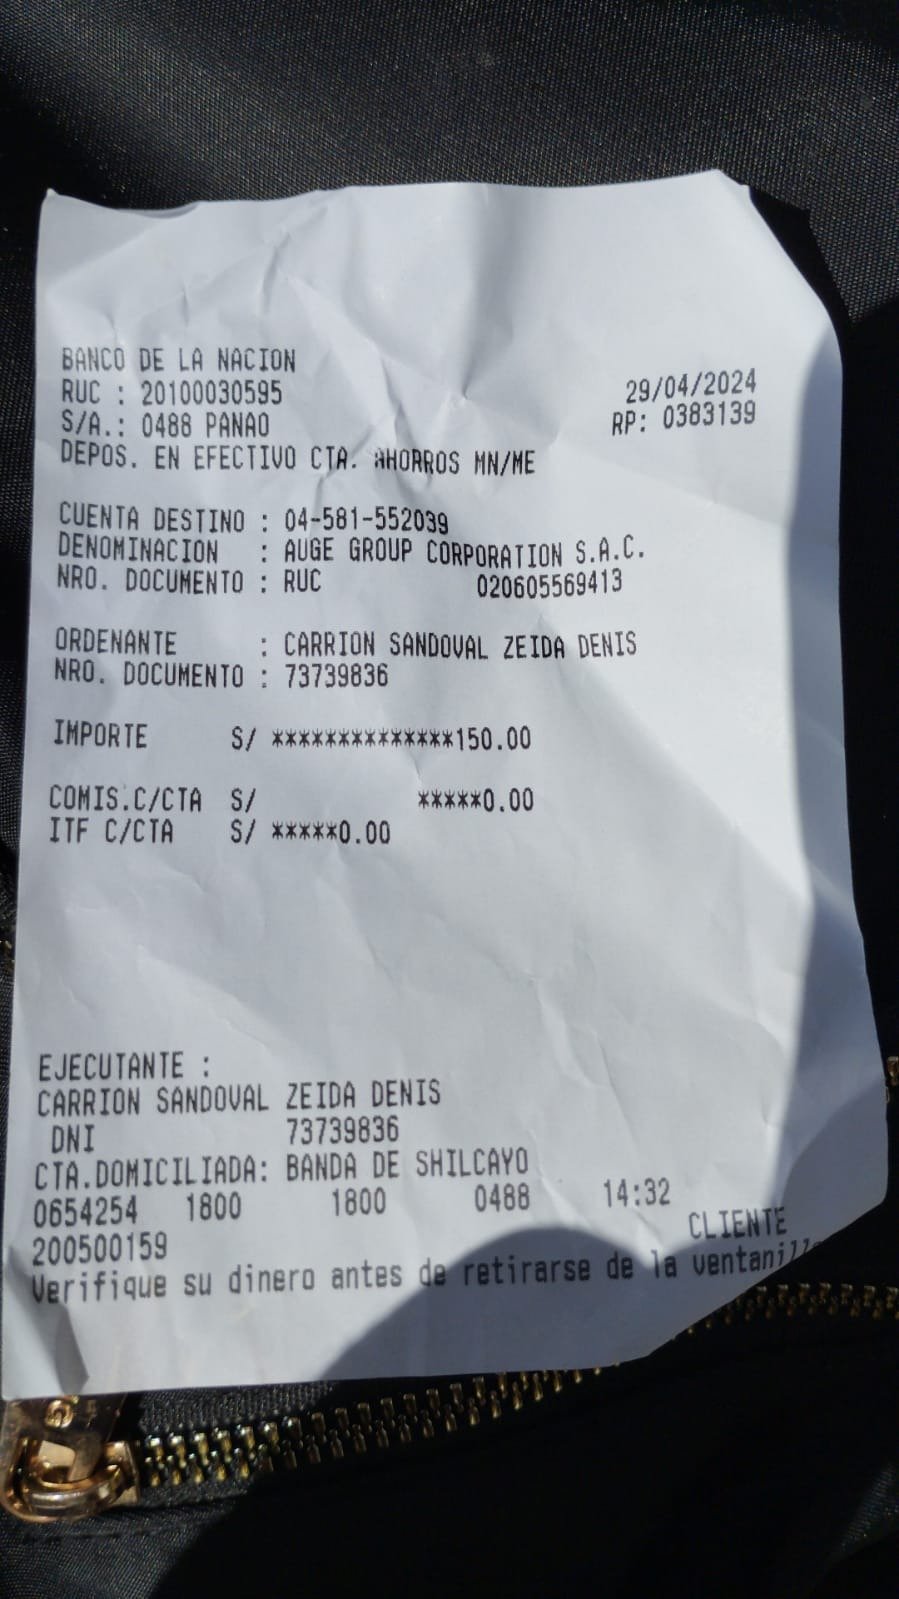 BANCO DE LA NACION
RUC : 20100030595 29/04/2024
S/A.: 0488 PANAO RP: 0383139
DEPOS. EN EFECTIVO CTA. AHORROS MN/ME
CUENTA DESTINO : 04-581-552039
DENOMINACION : AUGE GROUP CORPORATION S.A.C.
NRO. DOCUMENTO : RUC 020605569413
ORDENANTE : CARRION SANDOVAL ZEIDA DENIS
NRO. DOCUMENTO : 73739836
IMPORTE S/ **************150.00
COMIS.C/CTA S/ *****0.00
ITF C/CTA S/ *****0.00
EJECUTANTE :
CARRION SANDOVAL ZEIDA DENIS
DNI 73739836
CTA.DOMICILIADA: BANDA DE SHILCAYO
0654254 1800 1800 0488 14:32
CLIENTE
200500159
Verifique su dinero antes de retirarse de la ventanilla